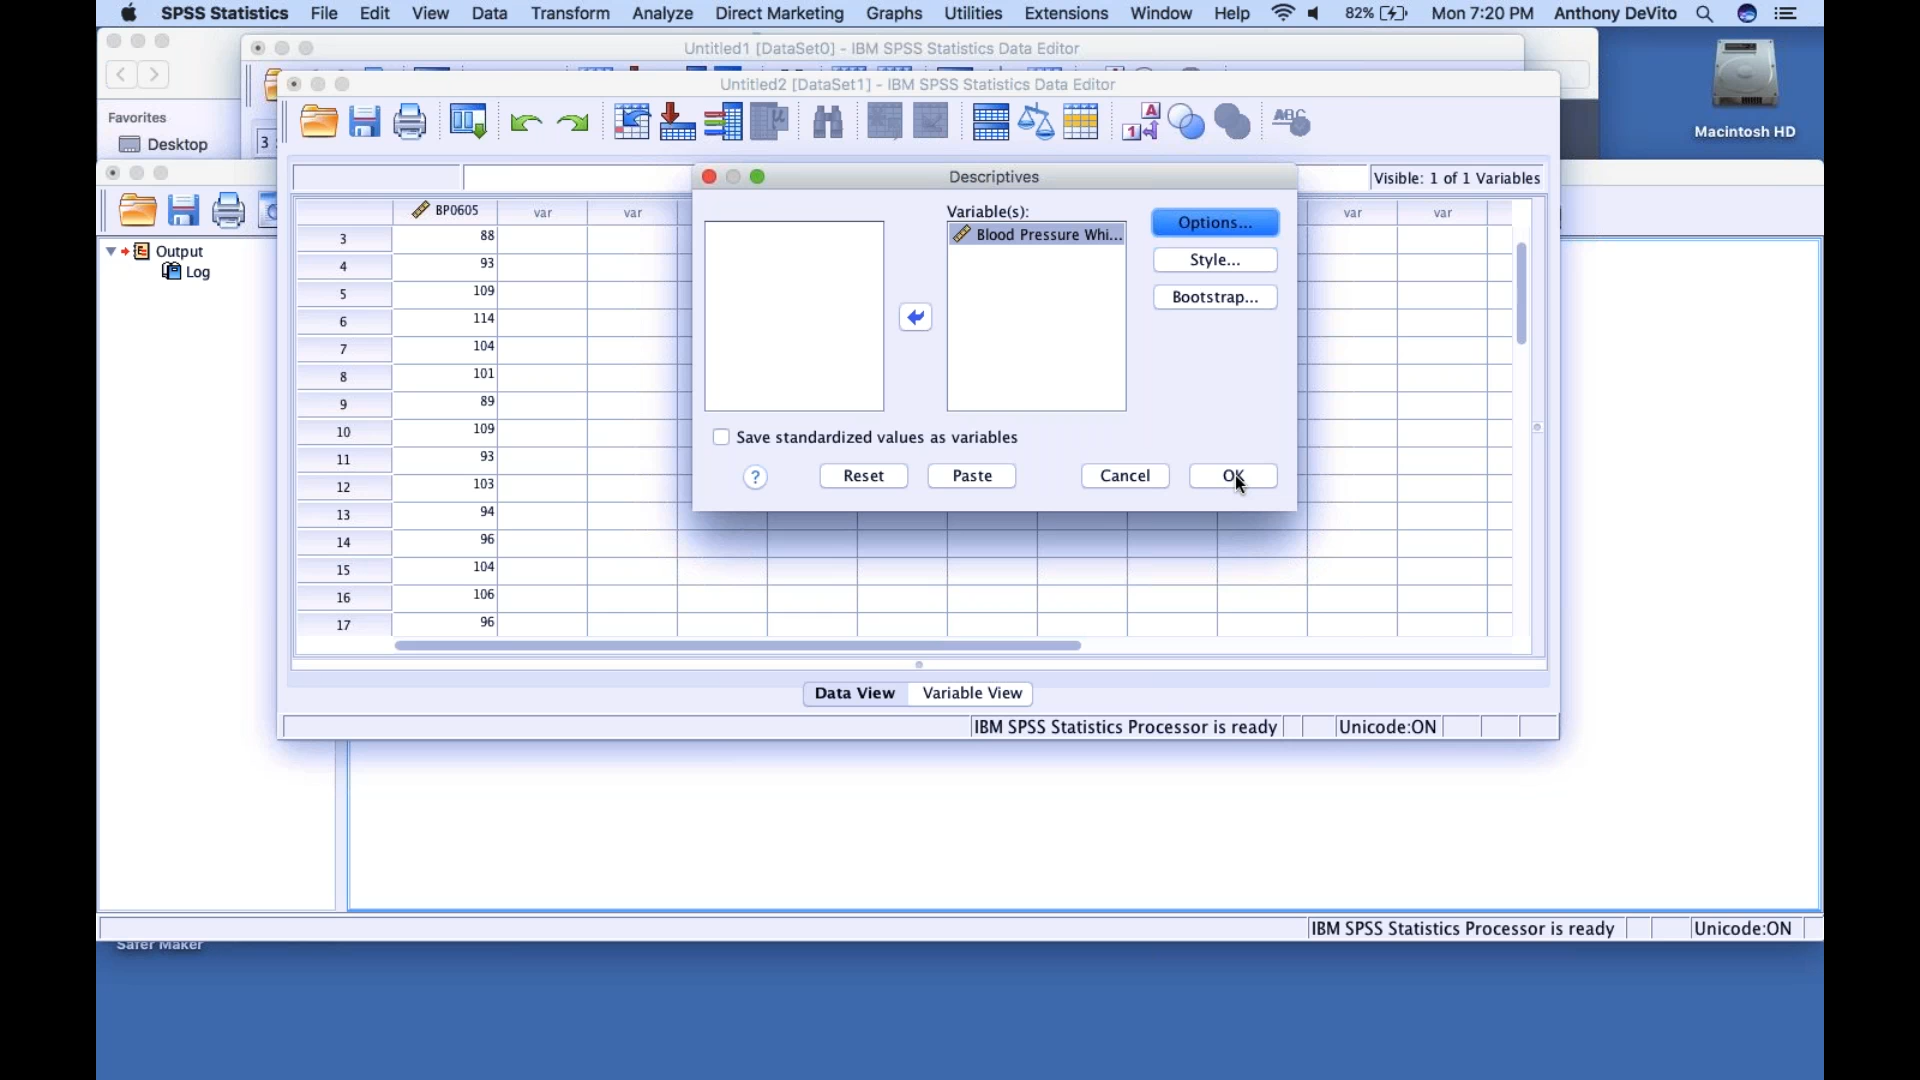 SPSS Statistics File Edit View Data Transform Analyze Direct Marketing Graphs Utilities Extensions Window Help 82% Mon 7:20 PM Anthony DeVito
Untitled1 [DataSet0] - IBM SPSS Statistics Data Editor
Untitled2 [DataSet1] - IBM SPSS Statistics Data Editor
Macintosh HD
Favorites
Desktop
3
Visible: 1 of 1 Variables
BP0605 var var var var
3 88
4 93
5 109
6 114
7 104
8 101
9 89
10 109
11 93
12 103
13 94
14 96
15 104
16 106
17 96
Descriptives
Variable(s):
Blood Pressure Whi...
Options...
Style...
Bootstrap...
Save standardized values as variables
? Reset Paste Cancel OK
Output
Log
Data View Variable View
IBM SPSS Statistics Processor is ready Unicode:ON
IBM SPSS Statistics Processor is ready Unicode:ON
Safer Maker